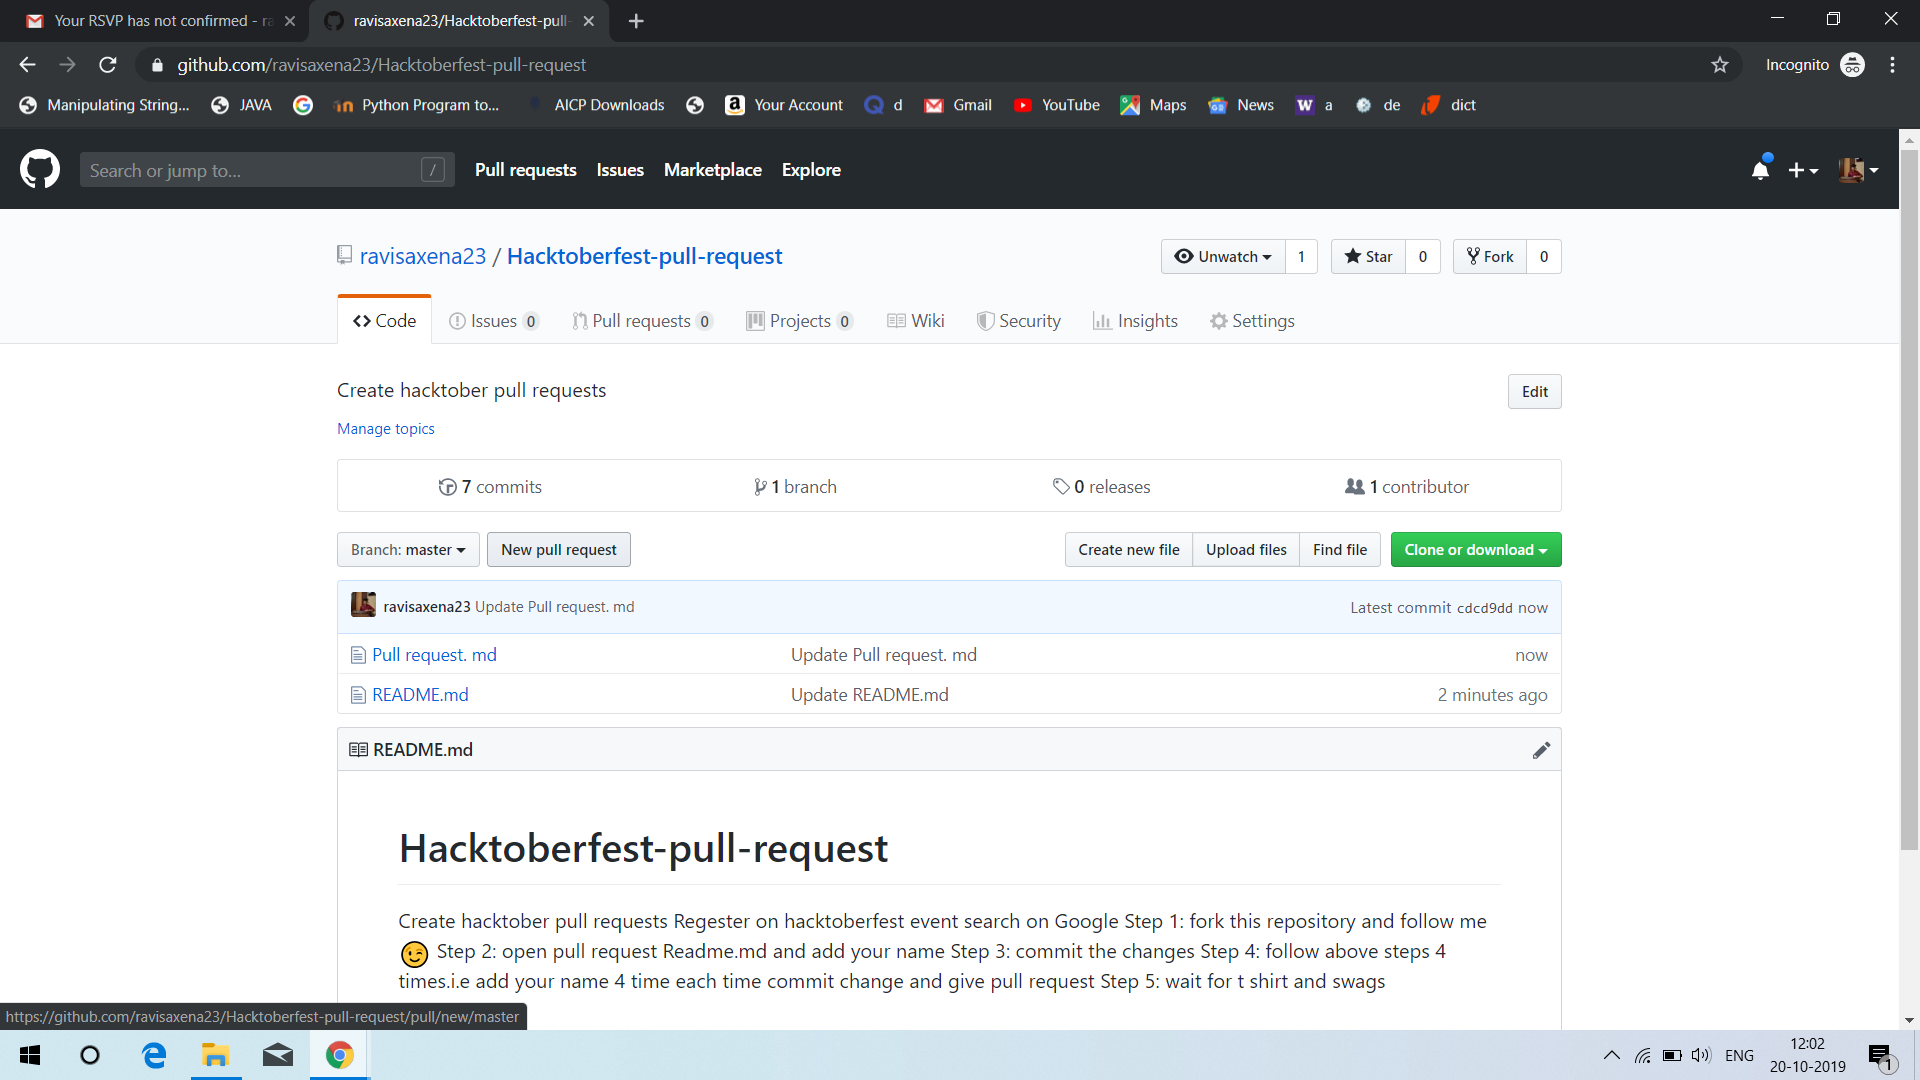 Your RSVP has not confirmed - ra
ravisaxena23/Hacktoberfest-pull-
github.com/ravisaxena23/Hacktoberfest-pull-request
Incognito
Manipulating String... JAVA Python Program to... AICP Downloads Your Account d Gmail YouTube Maps News a de dict
Search or jump to... /
Pull requests Issues Marketplace Explore
ravisaxena23 / Hacktoberfest-pull-request
Unwatch 1 Star 0 Fork 0
Code Issues 0 Pull requests 0 Projects 0 Wiki Security Insights Settings
Create hacktober pull requests
Edit
Manage topics
7 commits 1 branch 0 releases 1 contributor
Branch: master New pull request Create new file Upload files Find file Clone or download
ravisaxena23 Update Pull request. md Latest commit cdcd9dd now
Pull request. md Update Pull request. md now
README.md Update README.md 2 minutes ago
README.md
Hacktoberfest-pull-request
Create hacktober pull requests Regester on hacktoberfest event search on Google Step 1: fork this repository and follow me
😉 Step 2: open pull request Readme.md and add your name Step 3: commit the changes Step 4: follow above steps 4
times.i.e add your name 4 time each time commit change and give pull request Step 5: wait for t shirt and swags
https://github.com/ravisaxena23/Hacktoberfest-pull-request/pull/new/master
ENG
12:02
20-10-2019
1